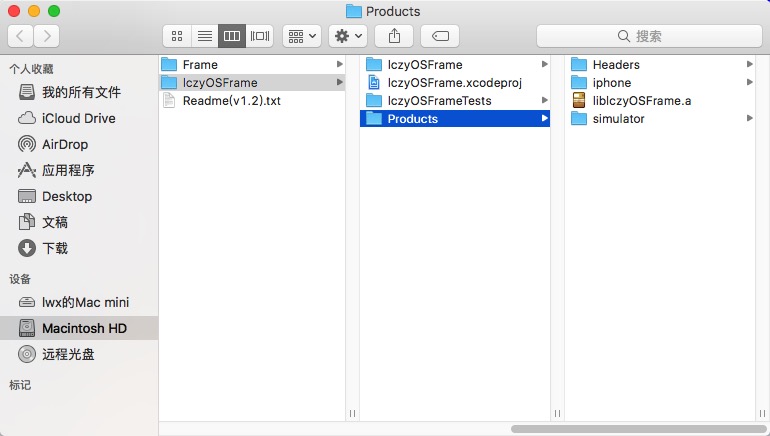 Products
搜索
个人收藏
我的所有文件
iCloud Drive
AirDrop
应用程序
Desktop
文稿
下载
设备
lwx的Mac mini
Macintosh HD
远程光盘
标记
Frame
lczyOSFrame
Readme(v1.2).txt
lczyOSFrame
lczyOSFrame.xcodeproj
lczyOSFrameTests
Products
Headers
iphone
liblczyOSFrame.a
simulator